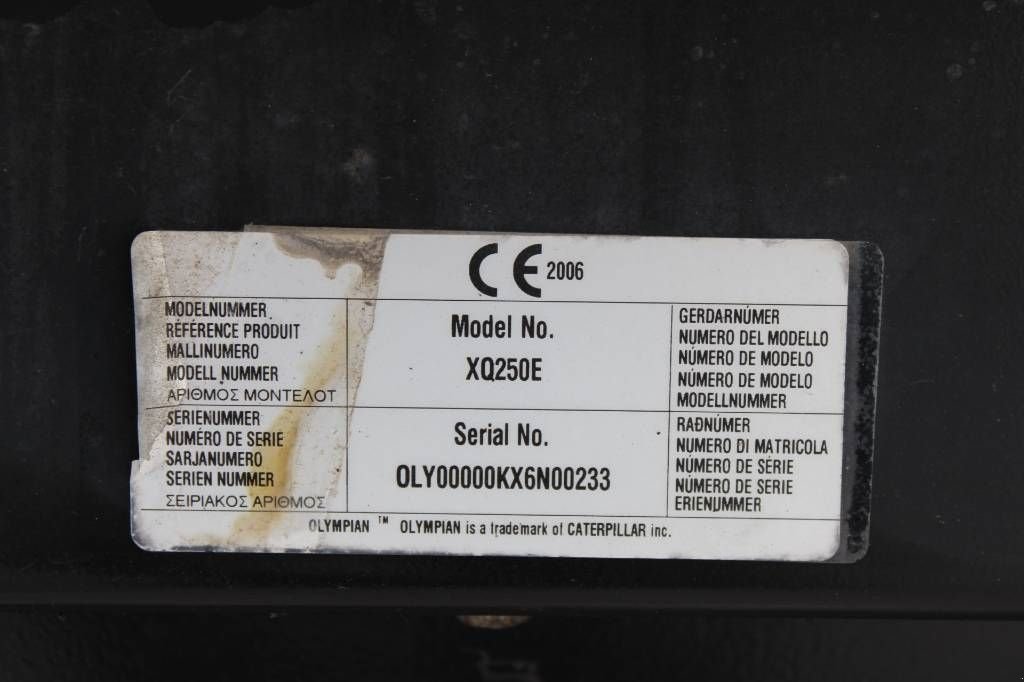 CE 2006
MODELNUMMER
RÉFÉRENCE PRODUIT
MALLINUMERO
MODELL NUMMER
ΑΡΙΘΜΟΣ ΜΟΝΤΕΛΟΤ
Model No.
XQ250E
GERDARNÚMER
NUMERO DEL MODELLO
NÚMERO DE MODELO
NÚMERO DE MODELO
MODELLNUMMER
SERIENUMMER
NUMÉRO DE SERIE
SARJANUMERO
SERIEN NUMMER
ΣΕΙΡΙΑΚΟΣ ΑΡΙΘΜΟΣ
Serial No.
OLY00000KX6N00233
RAÐNÚMER
NUMERO DI MATRICOLA
NÚMERO DE SÉRIE
NÚMERO DE SERIE
ERIENUMMER
OLYMPIAN ™ OLYMPIAN is a trademark of CATERPILLAR inc.